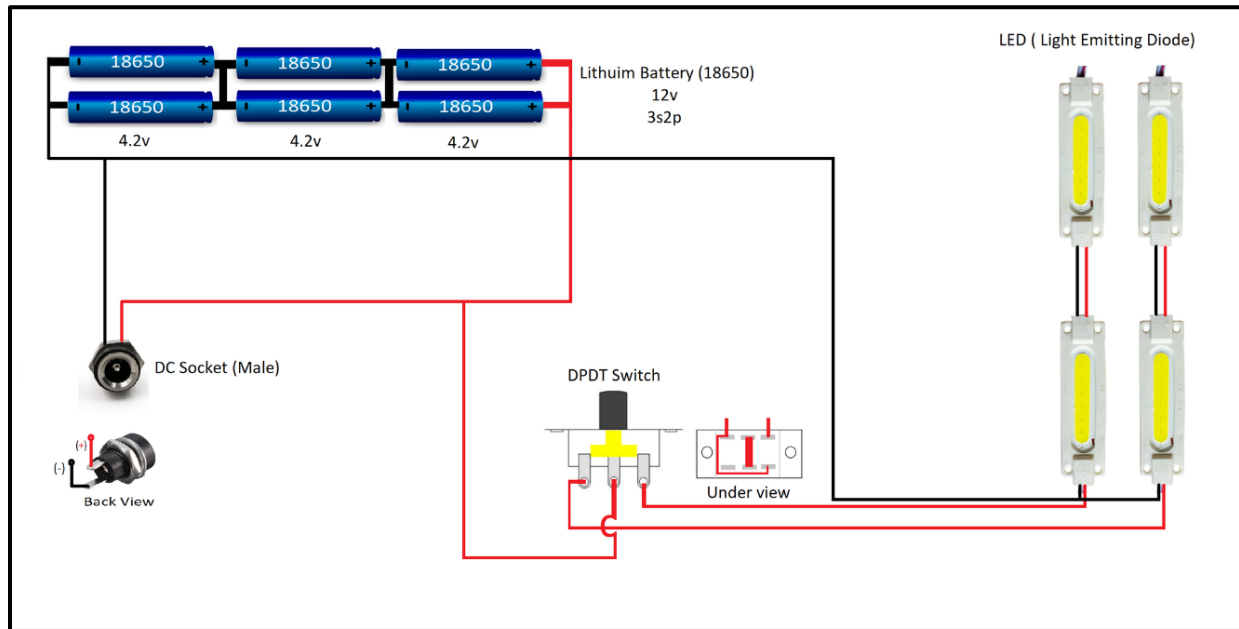 LED ( Light Emitting Diode)
18650
18650
18650
Lithuim Battery (18650)
12v
3s2p
18650
18650
18650
4.2v
4.2v
4.2v
DC Socket (Male)
DPDT Switch
(+)
(-)
Back View
Under view